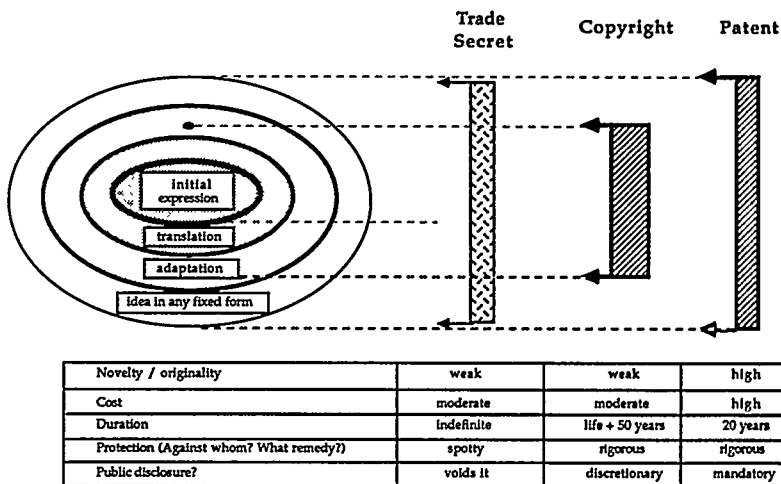 Trade
Secret
Copyright
Patent
initial
expression
translation
adaptation
idea in any fixed form
Novelty / originality weak weak high
Cost moderate moderate high
Duration indefinite life + 50 years 20 years
Protection (Against whom? What remedy?) spotty rigorous rigorous
Public disclosure? voids it discretionary mandatory